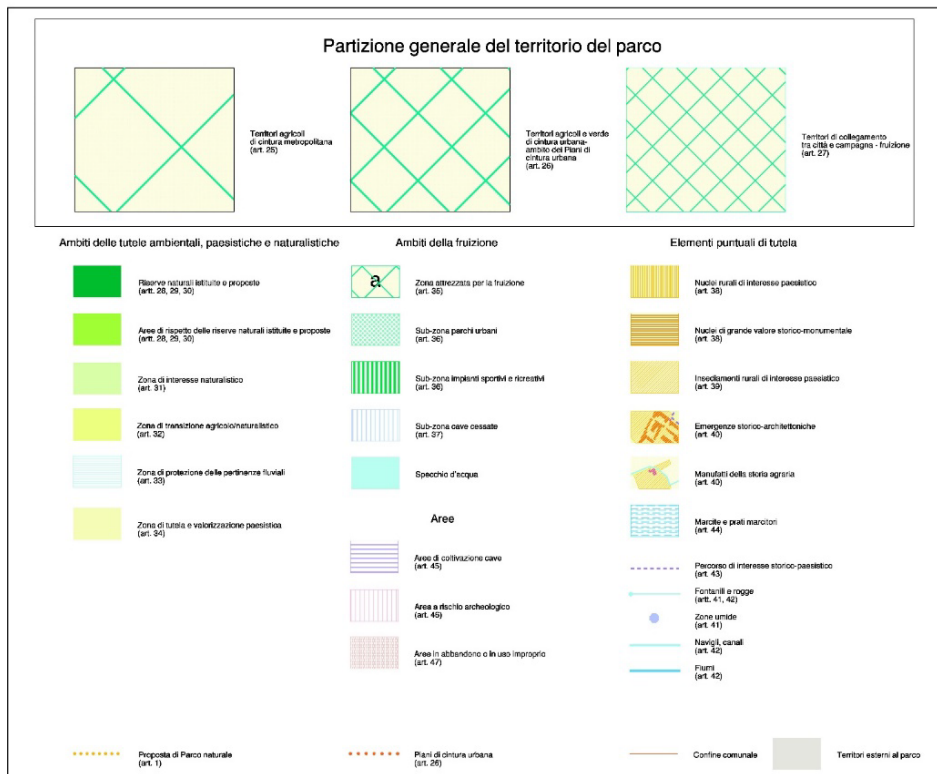 Partizione generale del territorio del parco
Territori agricoli
di cintura metropolitana
(art. 25)
Territori agricoli e verde
di cintura urbana-
ambito dei Piani di
cintura urbana
(art. 26)
Territori di collegamento
tra città e campagna - fruizione
(art. 27)
Ambiti delle tutele ambientali, paesistiche e naturalistiche
Riserve naturali istituite e proposte
(artt. 28, 29, 30)
Aree di rispetto delle riserve naturali istituite e proposte
(artt. 28, 29, 30)
Zona di interesse naturalistico
(art. 31)
Zona di transizione agricolo/naturalistico
(art. 32)
Zona di protezione delle pertinenze fluviali
(art. 33)
Zona di tutela e valorizzazione paesistica
(art. 34)
Ambiti della fruizione
a
Zona attrezzata per la fruizione
(art. 35)
Sub-zona parchi urbani
(art. 36)
Sub-zona impianti sportivi e ricreativi
(art. 36)
Sub-zona cave cessate
(art. 37)
Specchio d'acqua
Aree
Aree di coltivazione cave
(art. 45)
Area a rischio archeologico
(art. 46)
Aree in abbandono o in uso improprio
(art. 47)
Elementi puntuali di tutela
Nuclei rurali di interesse paesistico
(art. 38)
Nuclei di grande valore storico-monumentale
(art. 38)
Insediamenti rurali di interesse paesistico
(art. 39)
Emergenze storico-architettoniche
(art. 40)
Manufatti della storia agraria
(art. 40)
Marcite e prati marcitori
(art. 44)
Percorso di interesse storico-paesistico
(art. 43)
Fontanili e rogge
(artt. 41, 42)
Zone umide
(art. 41)
Navigli, canali
(art. 42)
Fiumi
(art. 42)
Proposta di Parco naturale
(art. 1)
Piani di cintura urbana
(art. 26)
Confine comunale
Territori esterni al parco